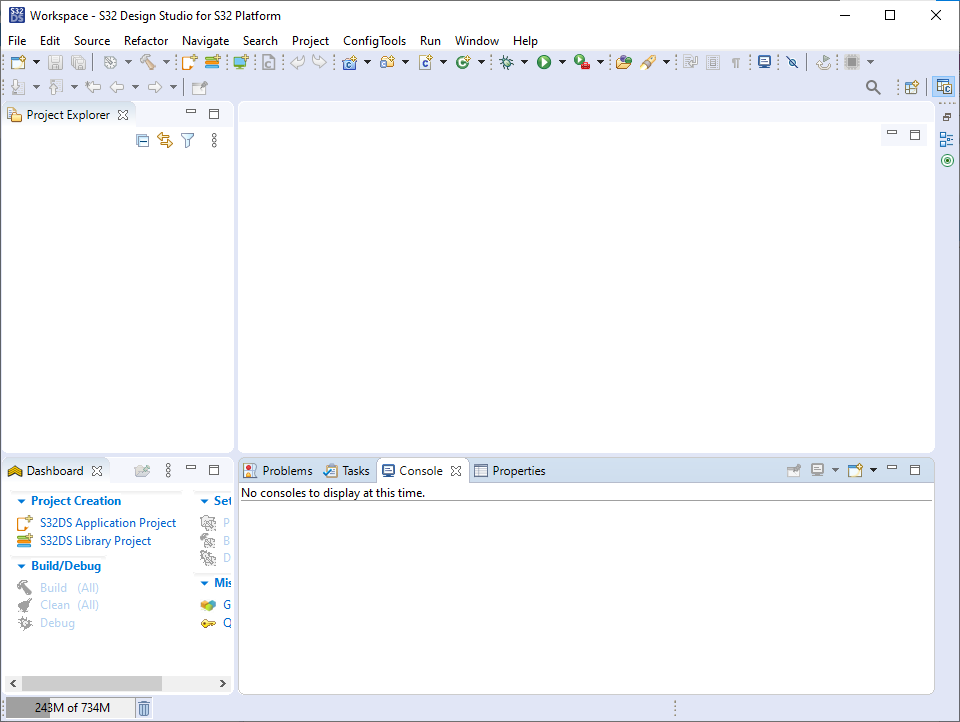 Workspace - S32 Design Studio for S32 Platform
File Edit Source Refactor Navigate Search Project ConfigTools Run Window Help
Project Explorer
Dashboard
Project Creation
S32DS Application Project
S32DS Library Project
Build/Debug
Build (All)
Clean (All)
Debug
Set
P
B
D
Mis
G
Q
Problems Tasks Console Properties
No consoles to display at this time.
243M of 734M